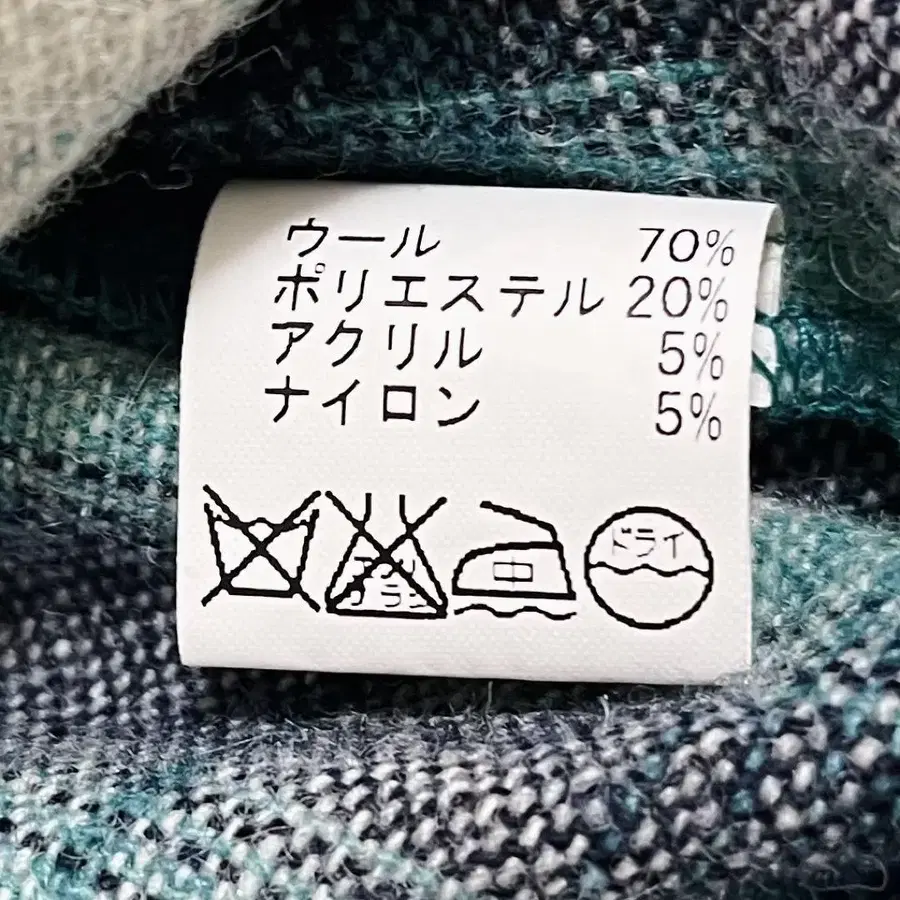 ウール 70%
ポリエステル 20%
アクリル 5%
ナイロン 5%
中
ドライ